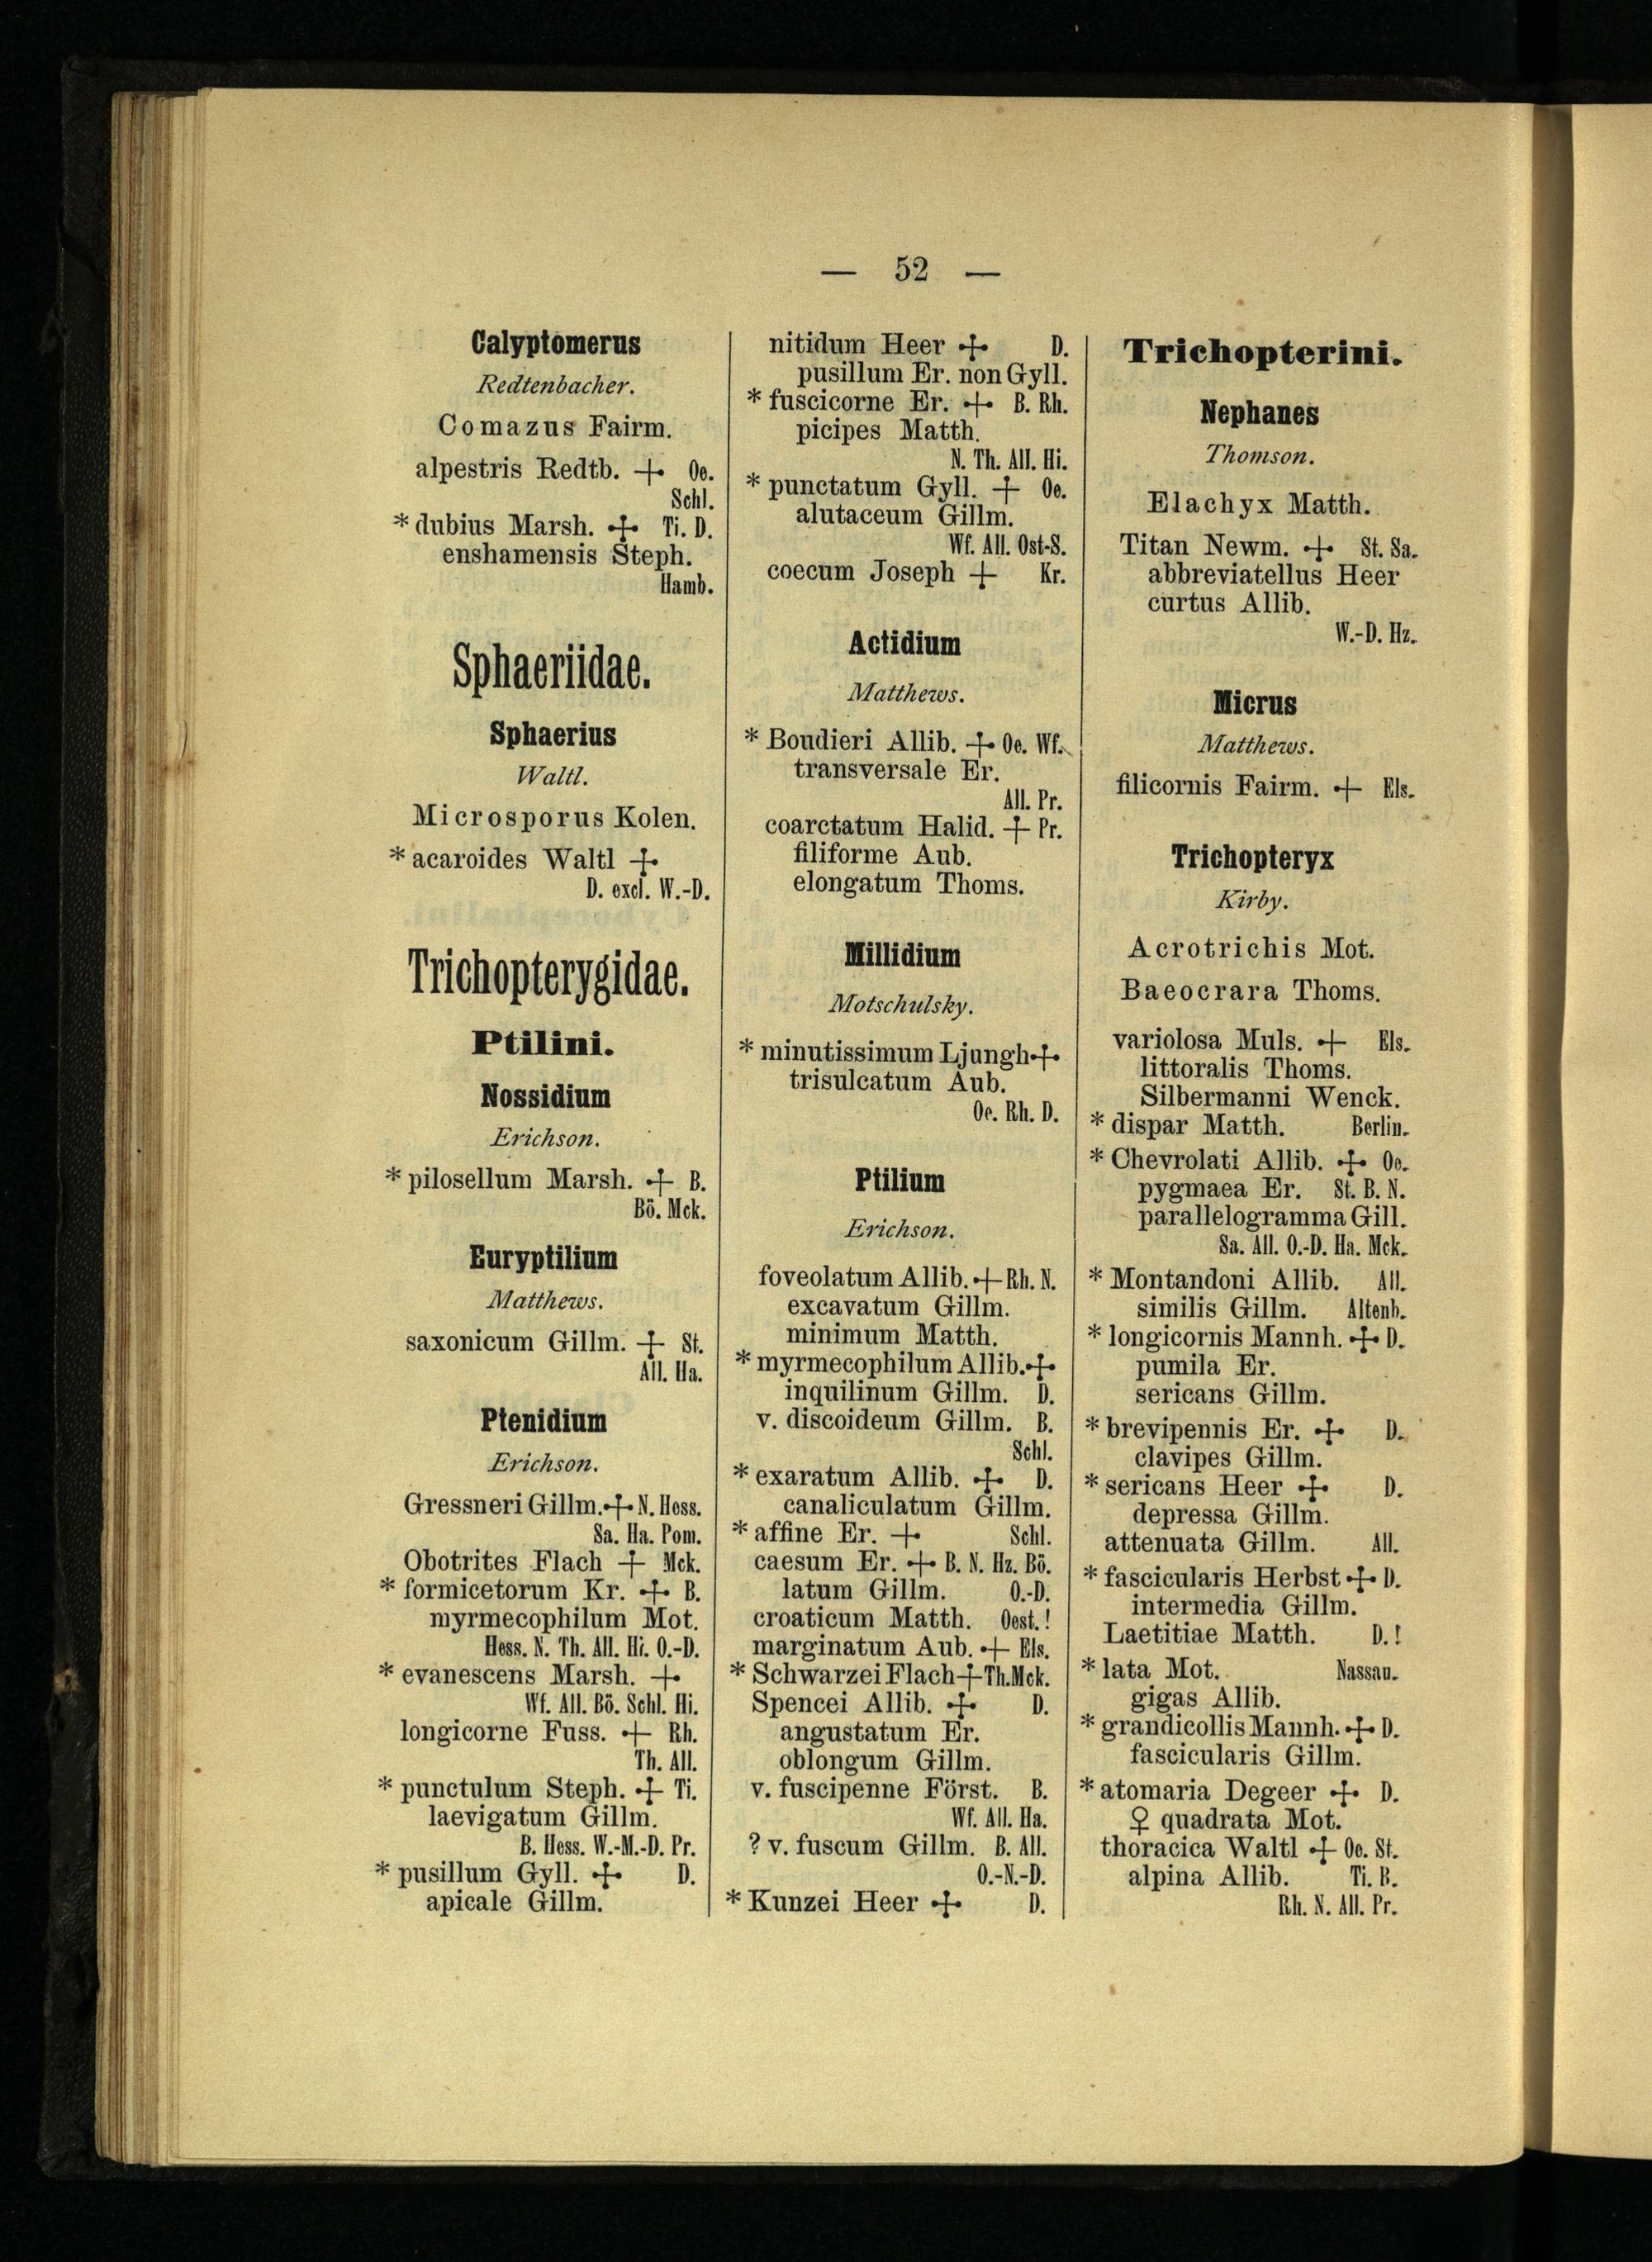 — 52 —
Calyptomerus
Redtenbacher.
Comazus Fairm.
alpestris Redtb. + Oe.
Schl.
* dubius Marsh. + Ti. D.
enshamensis Steph.
Hamb.
Sphaeriidae.
Sphaerius
Waltl.
Microsporus Kolen.
* acaroides Waltl +
D. excl. W.-D.
Trichopterygidae.
Ptilini.
Nossidium
Erichson.
* pilosellum Marsh. + B.
Bö. Mck.
Euryptilium
Matthews.
saxonicum Gillm. + St.
All. Ha.
Ptenidium
Erichson.
Gressneri Gillm. + N. Hess.
Sa. Ha. Pom.
Obotrites Flach + Mck.
* formicetorum Kr. + B.
myrmecophilum Mot.
Hess. N. Th. All. Hi. O.-D.
* evanescens Marsh. +
Wf. All. Bö. Schl. Hi.
longicorne Fuss. + Rh.
Th. All.
* punctulum Steph. + Ti.
laevigatum Gillm.
B. Hess. W.-M.-D. Pr.
* pusillum Gyll. + D.
apicale Gillm.
nitidum Heer + D.
pusillum Er. non Gyll.
* fuscicorne Er. + B. Rh.
picipes Matth.
N. Th. All. Hi.
* punctatum Gyll. + Oe.
alutaceum Gillm.
Wf. All. Ost-S.
coecum Joseph + Kr.
Actidium
Matthews.
* Boudieri Allib. + Oe. Wf.
transversale Er.
All. Pr.
coarctatum Halid. + Pr.
filiforme Aub.
elongatum Thoms.
Millidium
Motschulsky.
* minutissimum Ljungh +
trisulcatum Aub.
Oe. Rh. D.
Ptilium
Erichson.
foveolatum Allib. + Rh. N.
excavatum Gillm.
minimum Matth.
* myrmecophilum Allib. +
inquilinum Gillm. D.
v. discoideum Gillm. B.
Schl.
* exaratum Allib. + D.
canaliculatum Gillm.
* affine Er. + Schl.
caesum Er. + B. N. Hz. Bö.
latum Gillm. O.-D.
croaticum Matth. Oest.!
marginatum Aub. + Els.
* Schwarzei Flach + Th. Mck.
Spencei Allib. + D.
angustatum Er.
oblongum Gillm.
v. fuscipenne Först. B.
Wf. All. Ha.
? v. fuscum Gillm. B. All.
O.-N.-D.
* Kunzei Heer + D.
Trichopterini.
Nephanes
Thomson.
Elachyx Matth.
Titan Newm. + St. Sa.
abbreviatellus Heer
curtus Allib.
W.-D. Hz.
Micrus
Matthews.
filicornis Fairm. + Els.
Trichopteryx
Kirby.
Acrotrichis Mot.
Baeocrara Thoms.
variolosa Muls. + Els.
littoralis Thoms.
Silbermanni Wenck.
* dispar Matth. Berlin.
* Chevrolati Allib. + Oe.
pygmaea Er. St. B. N.
parallelogramma Gill.
Sa. All. O.-D. Ha. Mck.
* Montandoni Allib. All.
similis Gillm. Altenb.
* longicornis Mannh. + D.
pumila Er.
sericans Gillm.
* brevipennis Er. + D.
clavipes Gillm.
* sericans Heer + D.
depressa Gillm.
attenuata Gillm. All.
* fascicularis Herbst + D.
intermedia Gillm.
Laetitiae Matth. D.!
* lata Mot. Nassau.
gigas Allib.
* grandicollis Mannh. + D.
fascicularis Gillm.
* atomaria Degeer + D.
♀ quadrata Mot.
thoracica Waltl + Oe. St.
alpina Allib. Ti. B.
Rh. N. All. Pr.